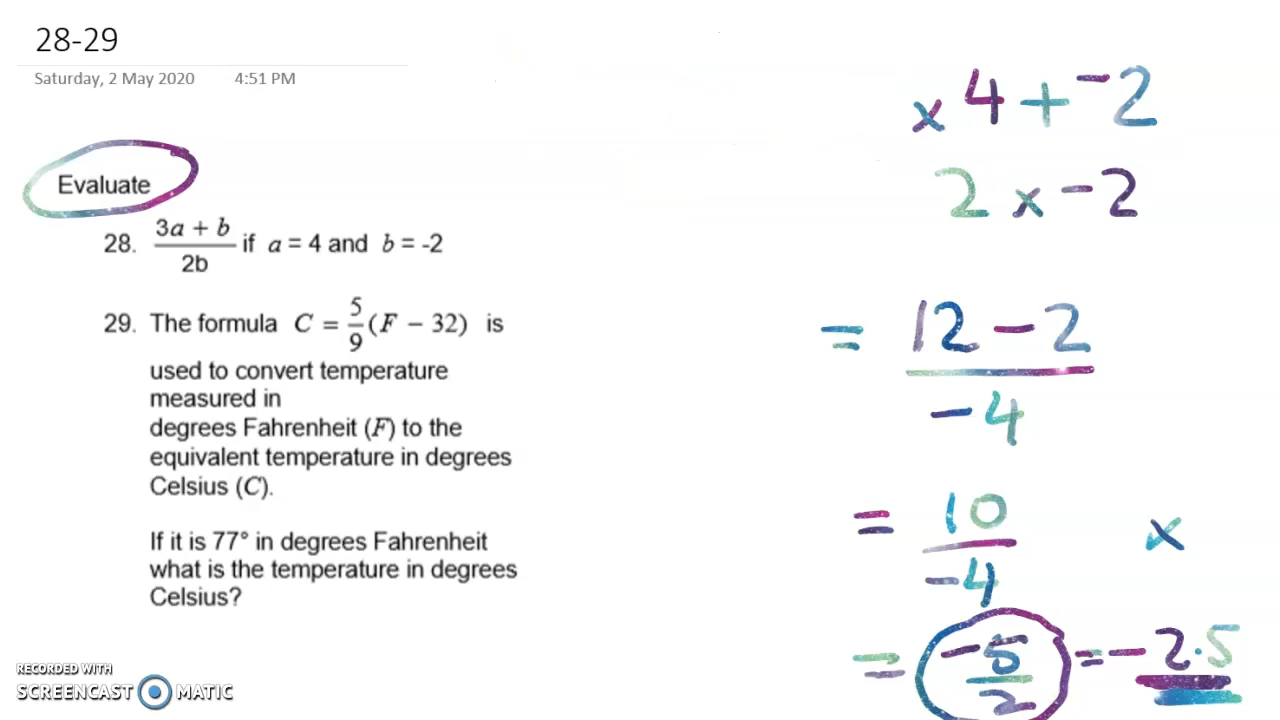 28-29
Saturday, 2 May 2020 4:51 PM
Evaluate
28. 3a + b / 2b if a = 4 and b = -2
29. The formula C = 5/9 (F − 32) is
used to convert temperature
measured in
degrees Fahrenheit (F) to the
equivalent temperature in degrees
Celsius (C).
If it is 77° in degrees Fahrenheit
what is the temperature in degrees
Celsius?
x 4 + -2
2 x -2
= 12 - 2
-4
= 10 x
-4
= -5/2 = -2.5
RECORDED WITH
SCREENCAST MATIC